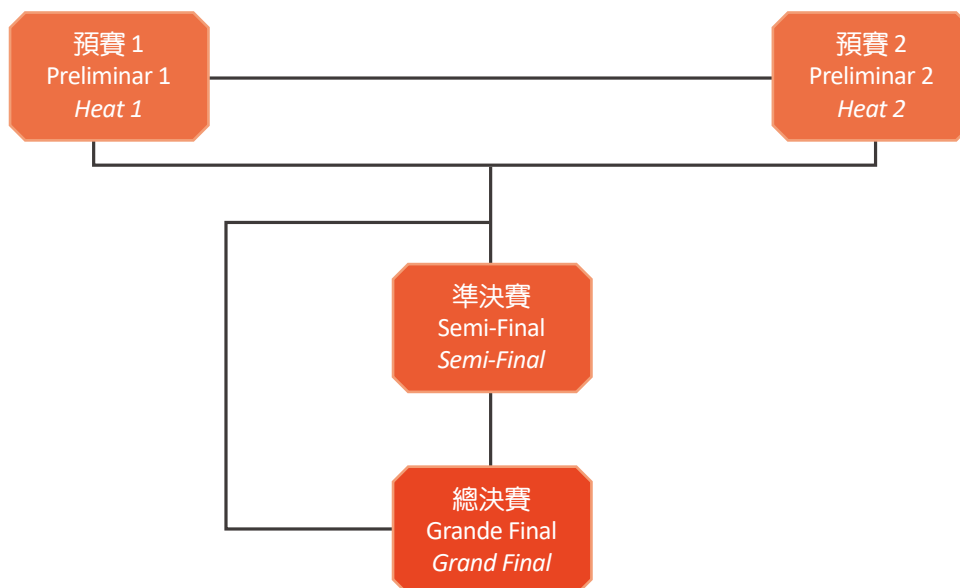 預賽 1
Preliminar 1
Heat 1
預賽 2
Preliminar 2
Heat 2
準決賽
Semi-Final
Semi-Final
總決賽
Grande Final
Grand Final